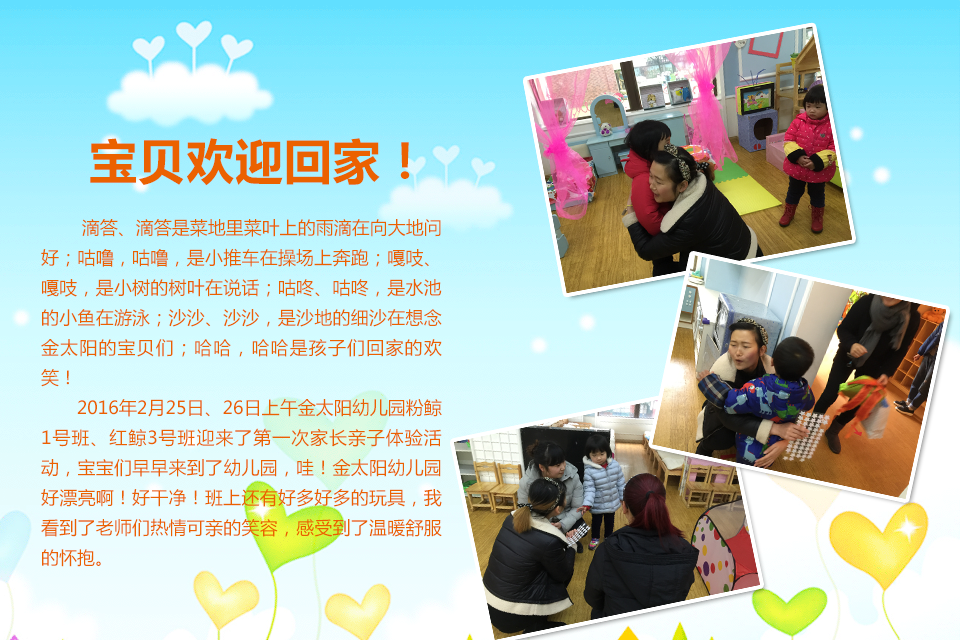 宝贝欢迎回家！
滴答、滴答是菜地里菜叶上的雨滴在向大地问
好；咕噜，咕噜，是小推车在操场上奔跑；嘎吱、
嘎吱，是小树的树叶在说话；咕咚、咕咚，是水池
的小鱼在游泳；沙沙、沙沙，是沙地的细沙在想念
金太阳的宝贝们；哈哈，哈哈是孩子们回家的欢
笑！
2016年2月25日、26日上午金太阳幼儿园粉鲸
1号班、红鲸3号班迎来了第一次家长亲子体验活
动，宝宝们早早来到了幼儿园，哇！金太阳幼儿园
好漂亮啊！好干净！班上还有好多好多的玩具，我
看到了老师们热情可亲的笑容，感受到了温暖舒服
的怀抱。